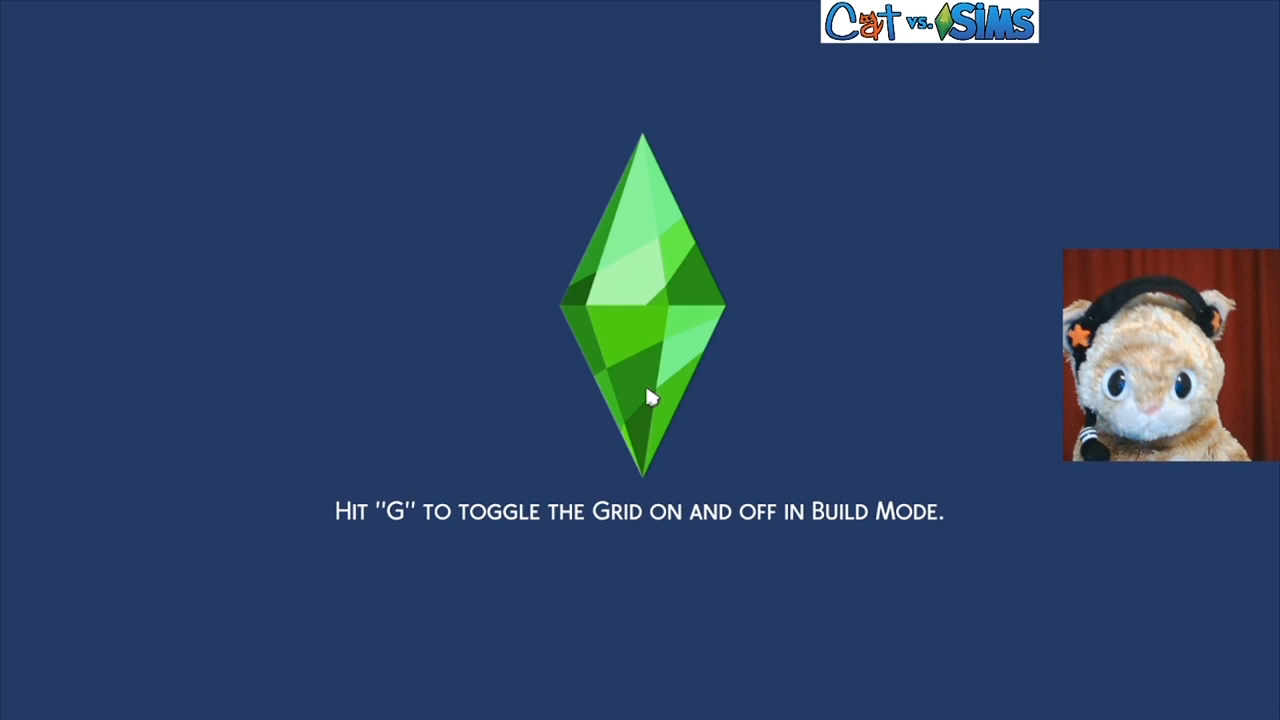 Cat vs. SiMS
HIT "G" TO TOGGLE THE GRID ON AND OFF IN BUILD MODE.